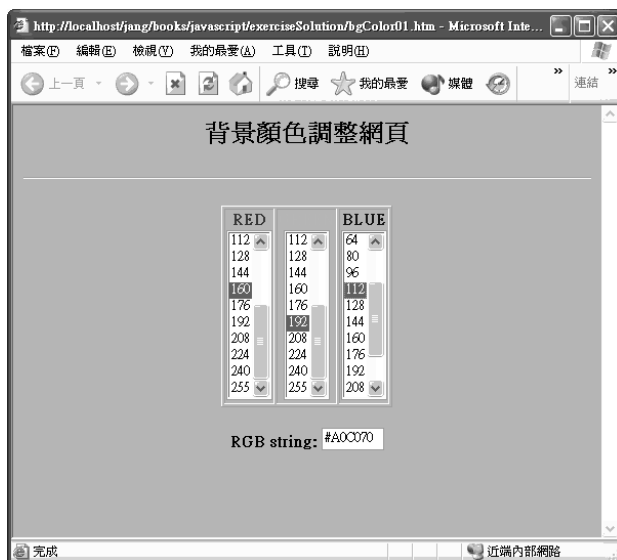 http://localhost/jang/books/javascript/exerciseSolution/bgColor01.htm - Microsoft Inte...
檔案(F) 編輯(E) 檢視(V) 我的最愛(A) 工具(T) 說明(H)
上一頁 搜尋 我的最愛 媒體 » 連結 »
背景顏色調整網頁
RED BLUE
112 112 64
128 128 80
144 144 96
160 160 112
176 176 128
192 192 144
208 208 160
224 224 176
240 240 192
255 255 208
RGB string: #A0C070
完成 近端內部網路